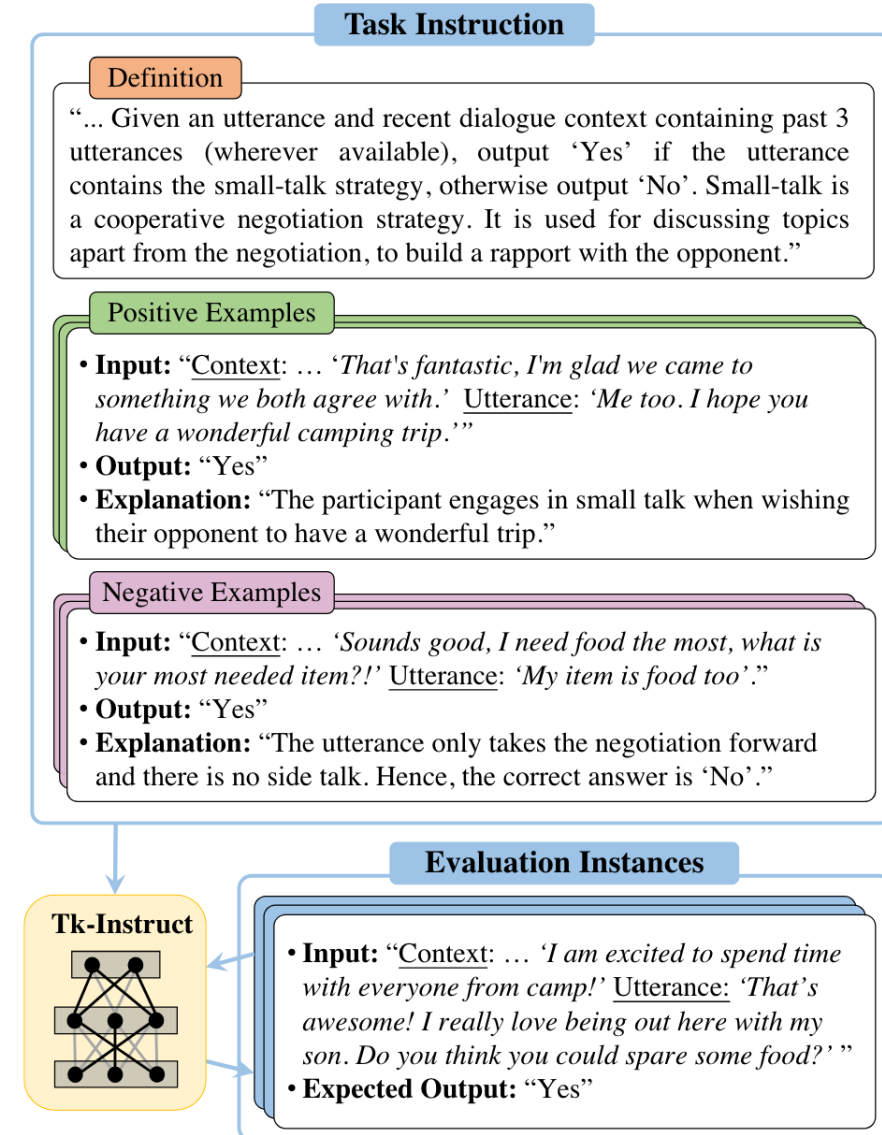 Task Instruction
Definition
“... Given an utterance and recent dialogue context containing past 3
utterances (wherever available), output ‘Yes’ if the utterance
contains the small-talk strategy, otherwise output ‘No’. Small-talk is
a cooperative negotiation strategy. It is used for discussing topics
apart from the negotiation, to build a rapport with the opponent.”
Positive Examples
• Input: “Context: … ‘That's fantastic, I'm glad we came to
something we both agree with.’ Utterance: ‘Me too. I hope you
have a wonderful camping trip.’”
• Output: “Yes”
• Explanation: “The participant engages in small talk when wishing
their opponent to have a wonderful trip.”
Negative Examples
• Input: “Context: … ‘Sounds good, I need food the most, what is
your most needed item?!’ Utterance: ‘My item is food too’.”
• Output: “Yes”
• Explanation: “The utterance only takes the negotiation forward
and there is no side talk. Hence, the correct answer is ‘No’.”
Tk-Instruct
Evaluation Instances
• Input: “Context: … ‘I am excited to spend time
with everyone from camp!’ Utterance: ‘That’s
awesome! I really love being out here with my
son. Do you think you could spare some food?’ ”
• Expected Output: “Yes”